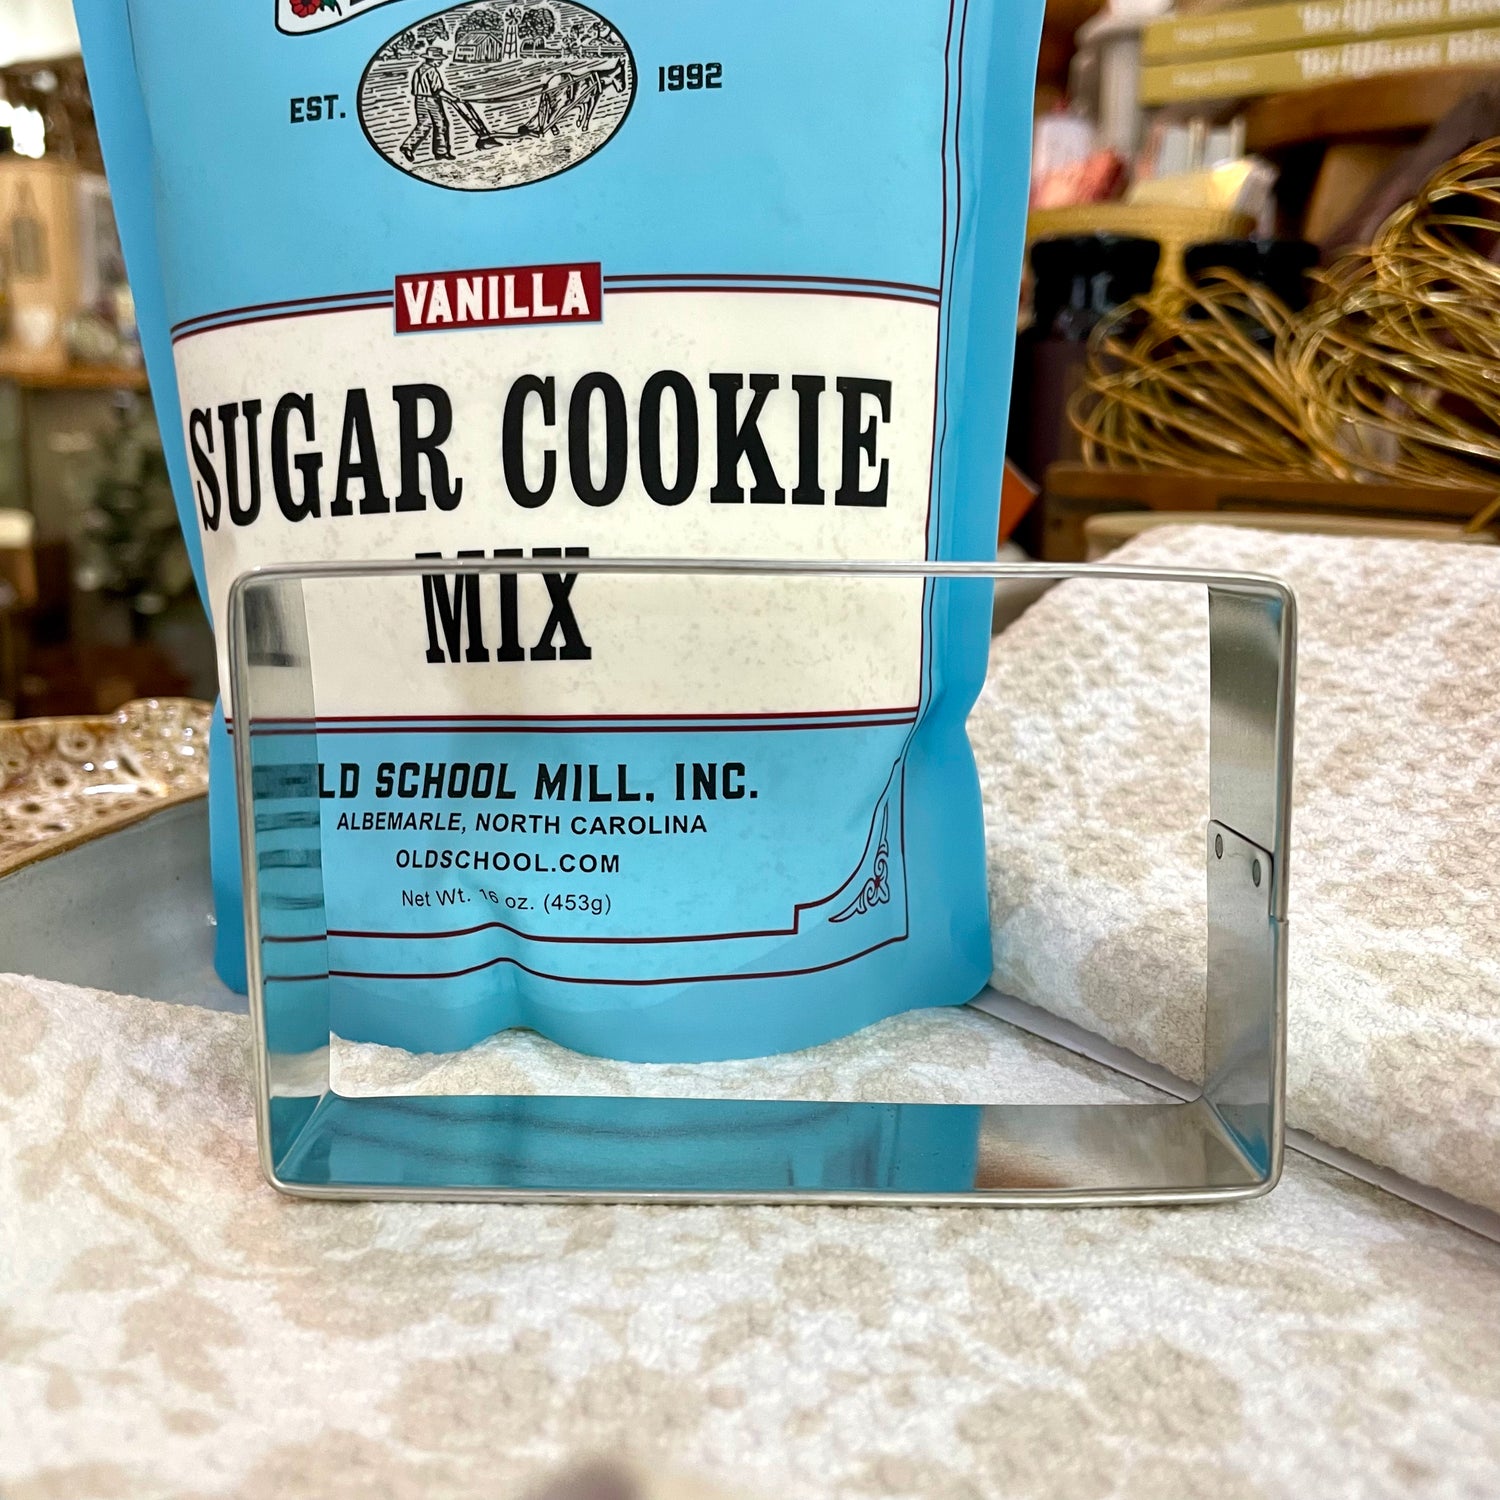 EST. 1992
VANILLA
SUGAR COOKIE
MIX
LD SCHOOL MILL, INC.
ALBEMARLE, NORTH CAROLINA
OLDSCHOOL.COM
Net Wt. 16 oz. (453g)